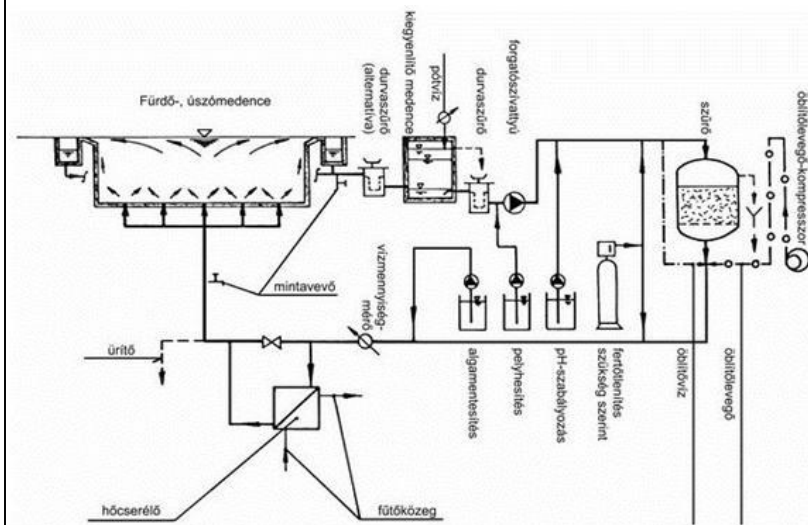 Fürdő-, úszómedence
durvaszűrő
(alternatíva)
kiegyenlítő medence
pótvíz
durvaszűrő
forgatószivattyú
szűrő
öblítőlevegő-kompresszor
mintavevő
vízmennyiség-
mérő
ürítő
algamentesítés
pelyhesítés
pH-szabályozás
fertőtlenítés
szükség szerint
öblítővíz
öblítőlevegő
hőcserélő
fűtőközeg